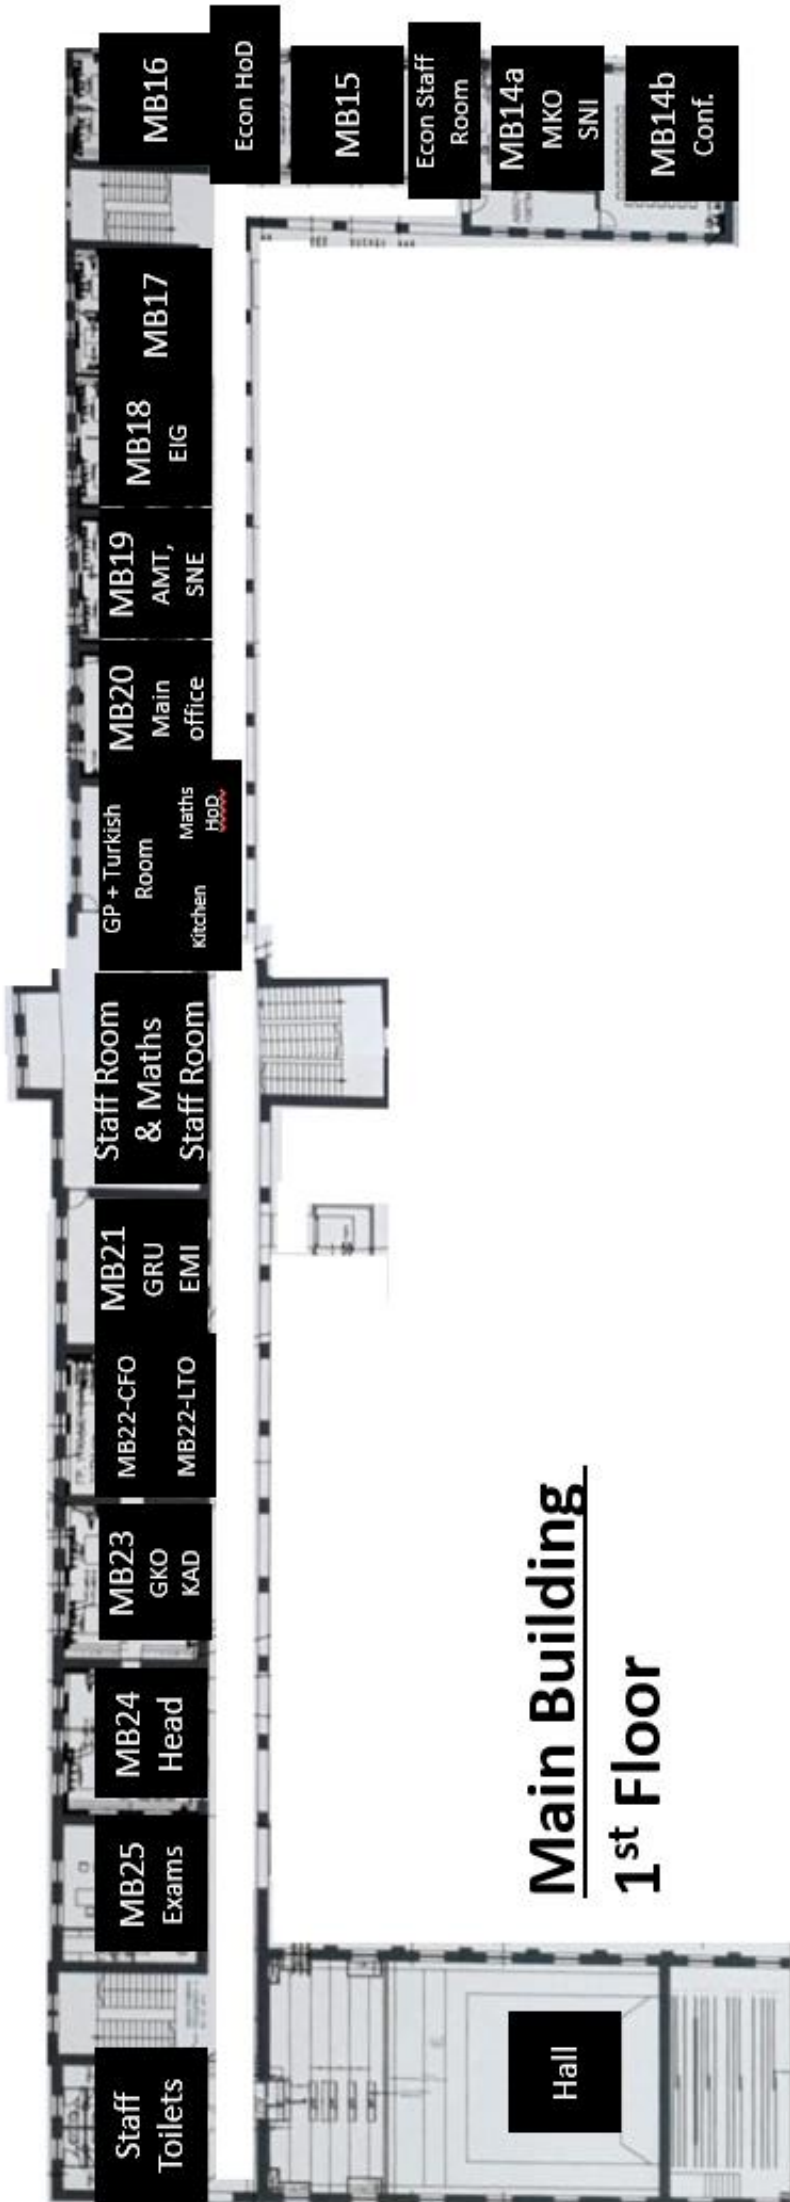 Staff
Toilets
MB25
Exams
MB24
Head
MB23
GKO
KAD
MB22-CFO
MB22-LTO
MB21
GRU
EMI
Staff Room
& Maths
Staff Room
GP + Turkish
Room
Kitchen
Maths
HoD
MB20
Main
office
MB19
AMT,
SNE
MB18
EIG
MB17
MB16
Econ HoD
MB15
Econ Staff
Room
MB14a
MKO
SNI
MB14b
Conf.
Main Building
1st Floor
Hall